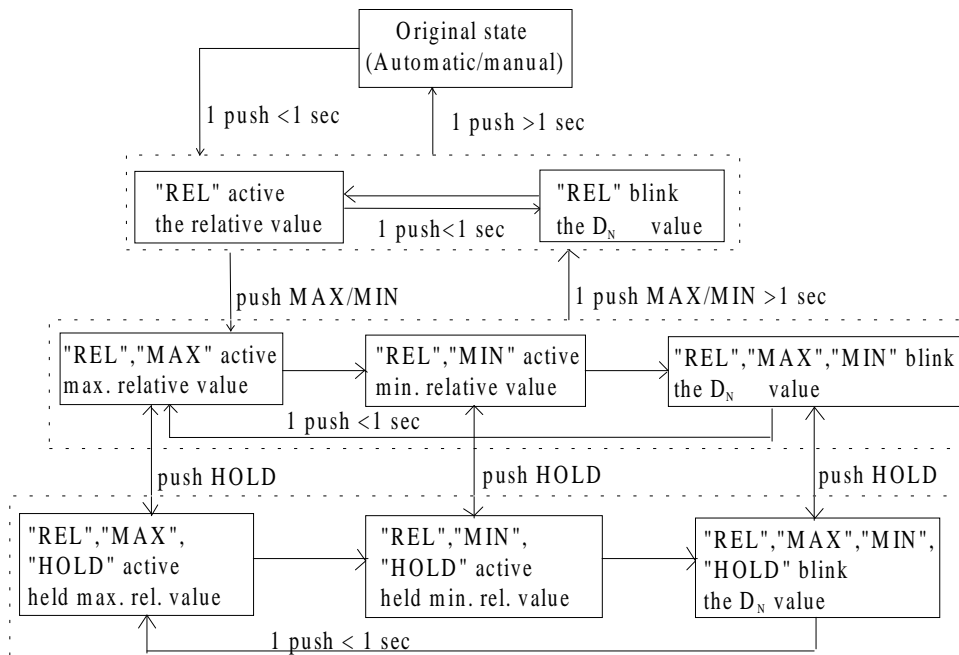 Original state
(Automatic/manual)
1 push <1 sec
1 push >1 sec
"REL" active
the relative value
"REL" blink
the DN value
1 push<1 sec
push MAX/MIN
1 push MAX/MIN >1 sec
"REL","MAX" active
max. relative value
"REL","MIN" active
min. relative value
"REL","MAX","MIN" blink
the DN value
1 push <1 sec
push HOLD
push HOLD
push HOLD
"REL","MAX",
"HOLD" active
held max. rel. value
"REL","MIN",
"HOLD" active
held min. rel. value
"REL","MAX","MIN",
"HOLD" blink
the DN value
1 push < 1 sec